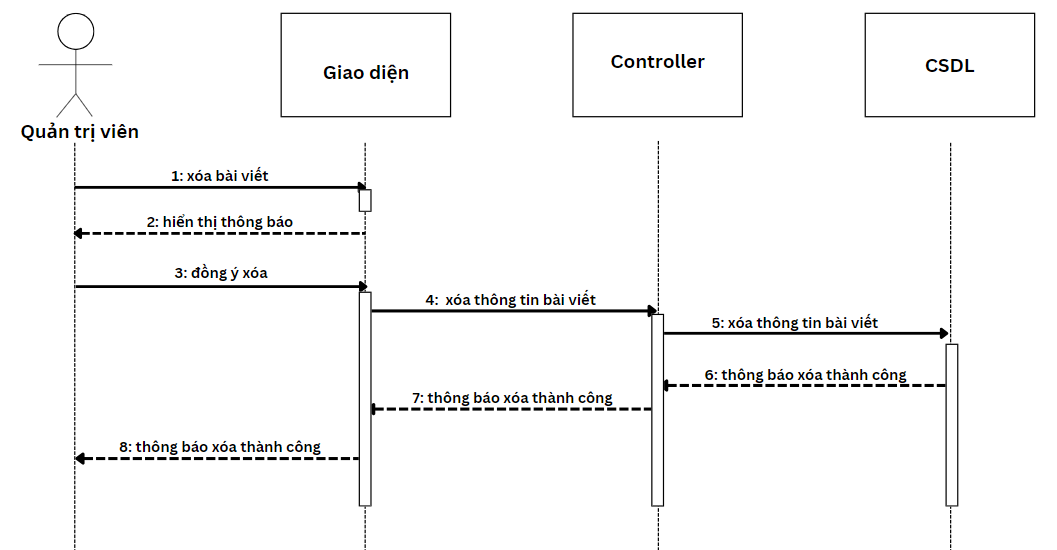 Quản trị viên
Giao diện
Controller
CSDL
1: xóa bài viết
2: hiển thị thông báo
3: đồng ý xóa
4:  xóa thông tin bài viết
5: xóa thông tin bài viết
6: thông báo xóa thành công
7: thông báo xóa thành công
8: thông báo xóa thành công